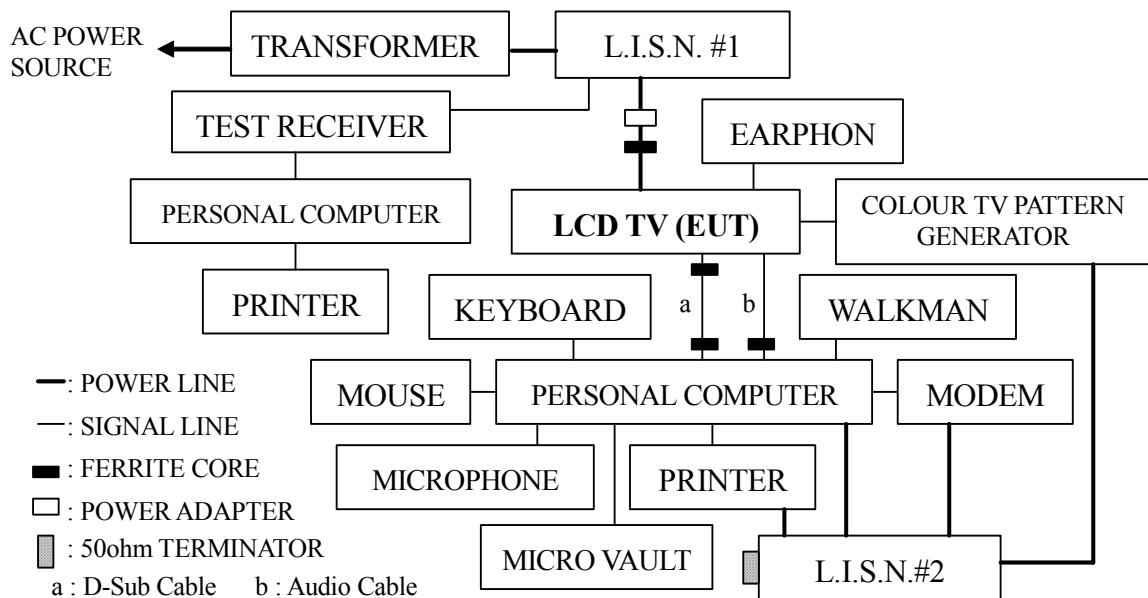 AC POWER
SOURCE
TRANSFORMER
L.I.S.N. #1
TEST RECEIVER
EARPHON
PERSONAL COMPUTER
LCD TV (EUT)
COLOUR TV PATTERN
GENERATOR
PRINTER
KEYBOARD
a
b
WALKMAN
: POWER LINE
: SIGNAL LINE
: FERRITE CORE
: POWER ADAPTER
: 50ohm TERMINATOR
a : D-Sub Cable b : Audio Cable
MOUSE
PERSONAL COMPUTER
MODEM
MICROPHONE
PRINTER
MICRO VAULT
L.I.S.N.#2